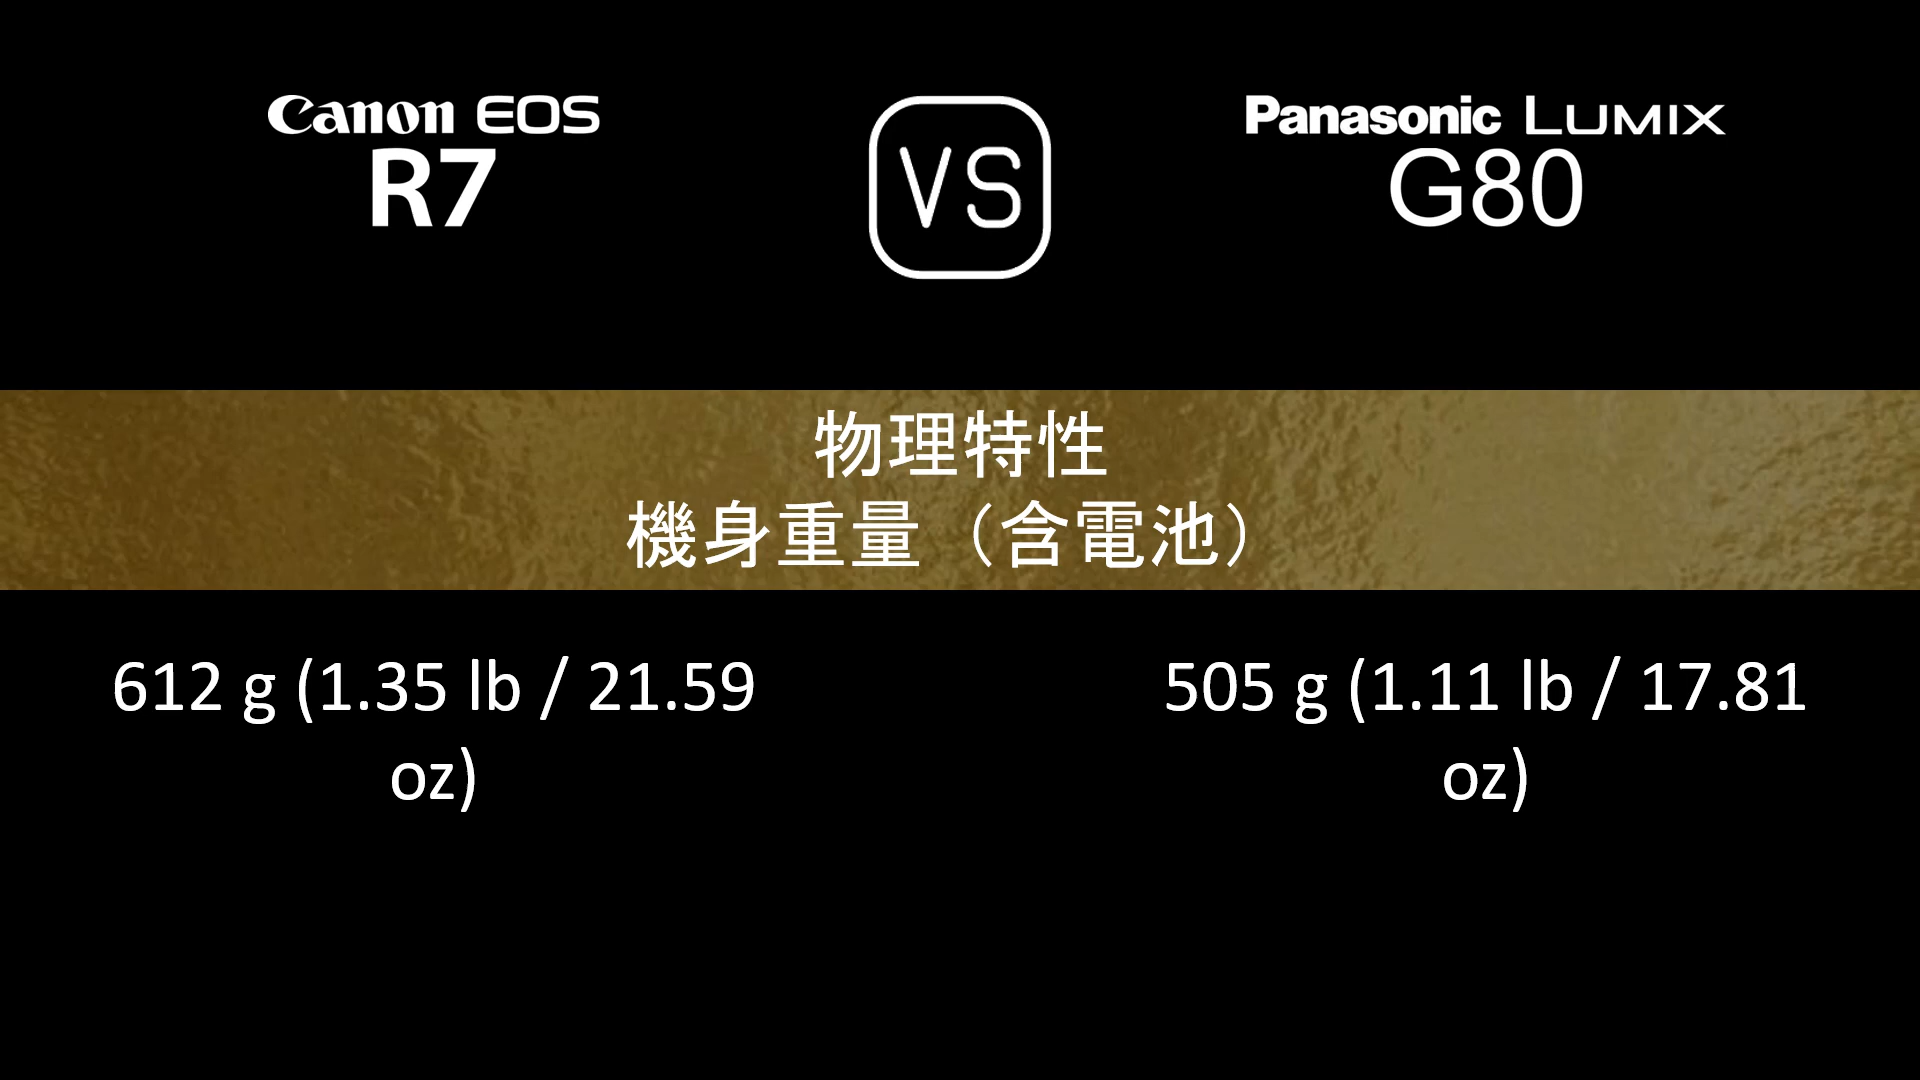 Canon EOS
R7
VS
Panasonic LUMIX
G80
物理特性
機身重量（含電池）
612 g (1.35 lb / 21.59
oz)
505 g (1.11 lb / 17.81
oz)